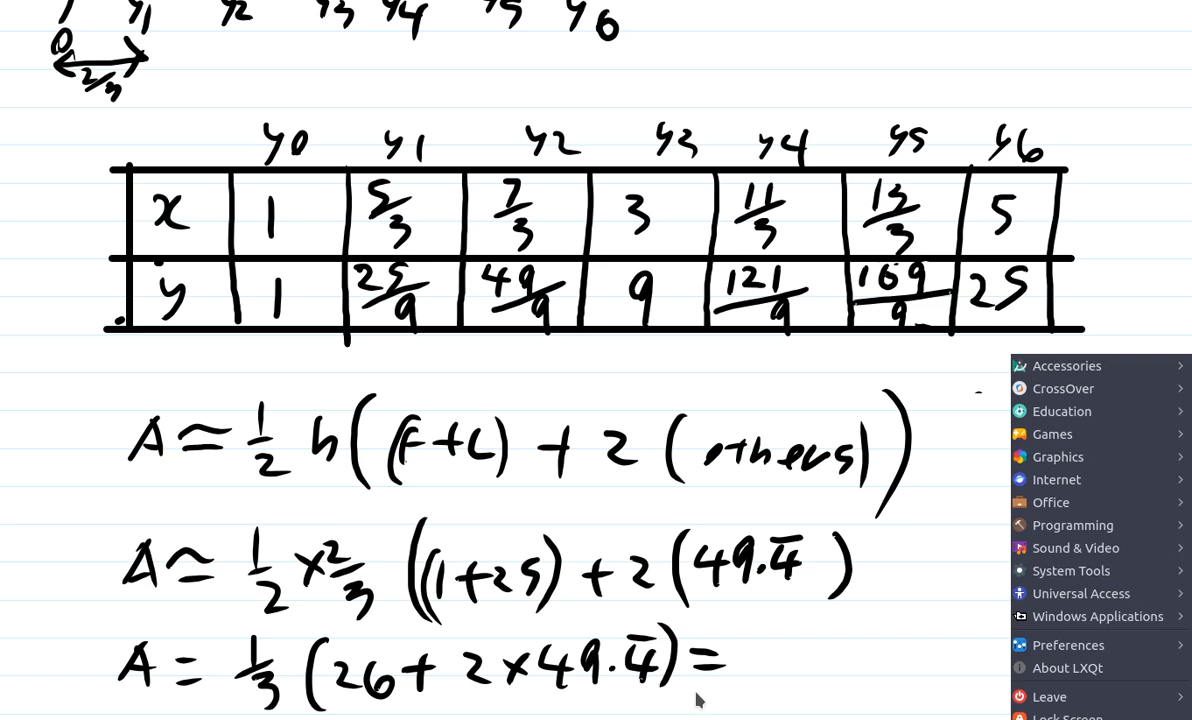 y1 y2 y3 y4 y5 y6
0
2/3
y0 y1 y2 y3 y4 y5 y6
x 1 5/3 7/3 3 11/3 13/3 5
y 1 25/9 49/9 9 121/9 169/9 25
A ≃ 1/2 h((F+L) + 2 (others))
A ≃ 1/2 × 2/3 ((1+25) + 2(49.4̅)
A = 1/3 (26 + 2×49.4̅) =
Accessories
CrossOver
Education
Games
Graphics
Internet
Office
Programming
Sound & Video
System Tools
Universal Access
Windows Applications
Preferences
About LXQt
Leave
Lock Screen